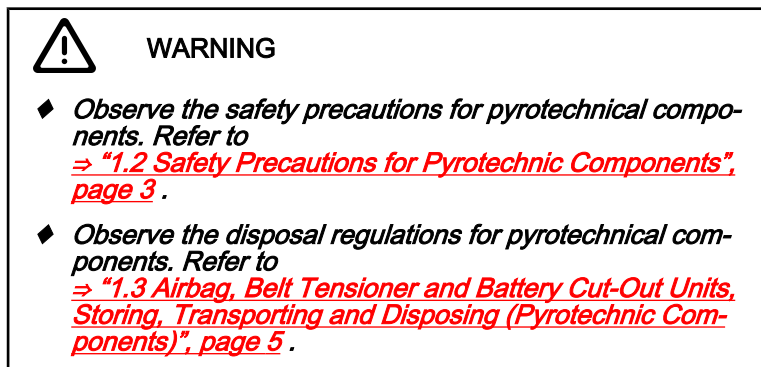 WARNING
♦ Observe the safety precautions for pyrotechnical compo-
nents. Refer to
⇒ “1.2 Safety Precautions for Pyrotechnic Components”,
page 3 .
♦ Observe the disposal regulations for pyrotechnical com-
ponents. Refer to
⇒ “1.3 Airbag, Belt Tensioner and Battery Cut-Out Units,
Storing, Transporting and Disposing (Pyrotechnic Com-
ponents)”, page 5 .